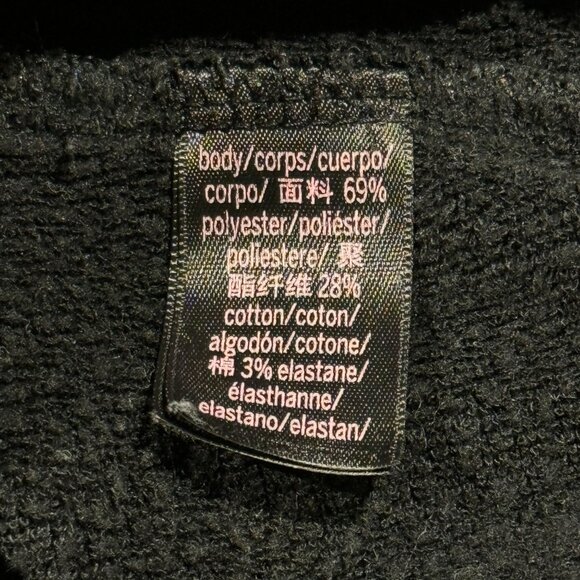 body/corps/cuerpo/
corpo/ 面料 69%
polyester/poliéster/
poliestere/ 聚
酯纤维 28%
cotton/coton/
algodón/cotone/
棉 3% elastane/
élasthanne/
elastano/elastan/